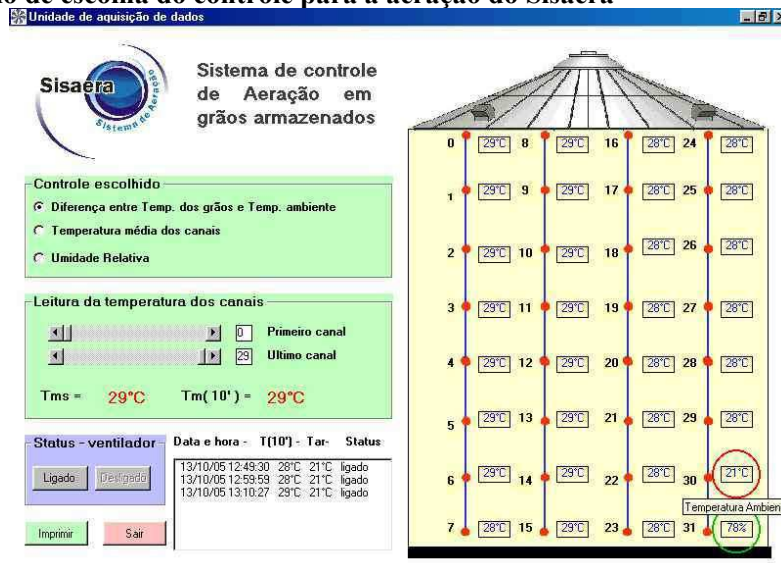 de escolha do controle para a aeração do Sisaera
Unidade de aquisição de dados
Sisaera
Sistema de Aeração
Sistema de controle
de Aeração em
grãos armazenados
Controle escolhido
Diferença entre Temp. dos grãos e Temp. ambiente
Temperatura média dos canais
Umidade Relativa
Leitura da temperatura dos canais
0 Primeiro canal
29 Ultimo canal
Tms = 29°C Tm( 10' ) = 29°C
Status - ventilador
Ligado Desligado
Imprimir Sair
Data e hora - T(10') - T ar- Status
13/10/05 12:49:30 28°C 21°C ligado
13/10/05 12:59:59 28°C 21°C ligado
13/10/05 13:10:27 29°C 21°C ligado
0 29°C 8 29°C 16 28°C 24 28°C
1 29°C 9 29°C 17 28°C 25 28°C
2 29°C 10 29°C 18 28°C 26 28°C
3 29°C 11 29°C 19 28°C 27 28°C
4 29°C 12 29°C 20 28°C 28 28°C
5 29°C 13 29°C 21 28°C 29 28°C
6 29°C 14 29°C 22 28°C 30 21°C
Temperatura Ambien
7 28°C 15 29°C 23 28°C 31 78%